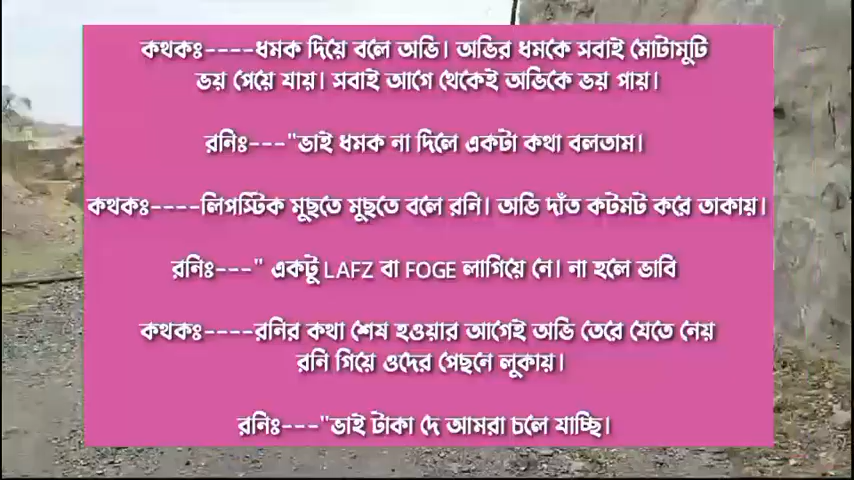 কথকঃ----ধমক দিয়ে বলে অভি। অভির ধমকে সবাই মোটামুটি
ভয় পেয়ে যায়। সবাই আগে থেকেই অভিকে ভয় পায়।
রনিঃ---"ভাই ধমক না দিলে একটা কথা বলতাম।
কথকঃ----লিপস্টিক মুছতে মুছতে বলে রনি। অভি দাঁত কটমট করে তাকায়।
রনিঃ---" একটু LAFZ বা FOGE লাগিয়ে নে। না হলে ভাবি
কথকঃ----রনির কথা শেষ হওয়ার আগেই অভি তেরে যেতে নেয়
রনি গিয়ে ওদের পেছনে লুকায়।
রনিঃ---"ভাই টাকা দে আমরা চলে যাচ্ছি।